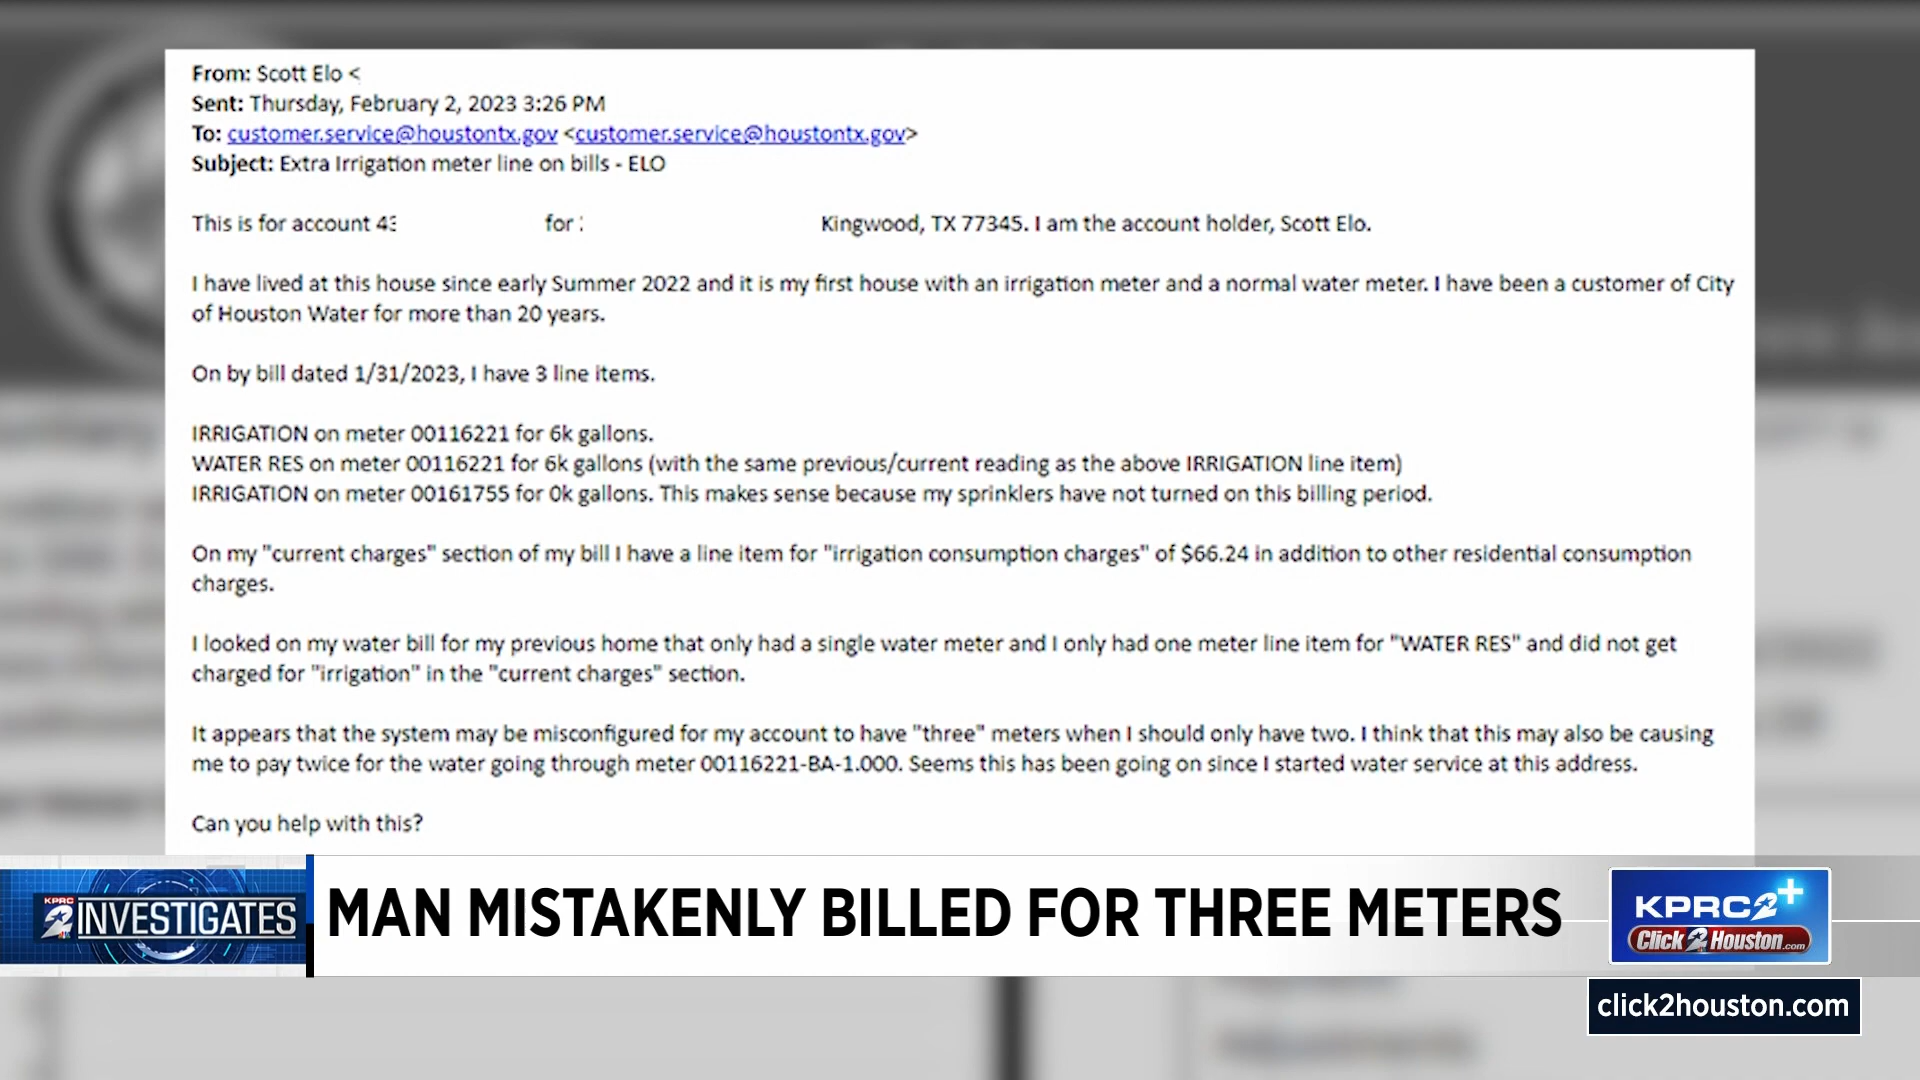 From: Scott Elo <
Sent: Thursday, February 2, 2023 3:26 PM
To: customer.service@houstontx.gov <customer.service@houstontx.gov>
Subject: Extra Irrigation meter line on bills - ELO
This is for account 43 for Kingwood, TX 77345. I am the account holder, Scott Elo.
I have lived at this house since early Summer 2022 and it is my first house with an irrigation meter and a normal water meter. I have been a customer of City
of Houston Water for more than 20 years.
On by bill dated 1/31/2023, I have 3 line items.
IRRIGATION on meter 00116221 for 6k gallons.
WATER RES on meter 00116221 for 6k gallons (with the same previous/current reading as the above IRRIGATION line item)
IRRIGATION on meter 00161755 for 0k gallons. This makes sense because my sprinklers have not turned on this billing period.
On my "current charges" section of my bill I have a line item for "irrigation consumption charges" of $66.24 in addition to other residential consumption
charges.
I looked on my water bill for my previous home that only had a single water meter and I only had one meter line item for "WATER RES" and did not get
charged for "irrigation" in the "current charges" section.
It appears that the system may be misconfigured for my account to have "three" meters when I should only have two. I think that this may also be causing
me to pay twice for the water going through meter 00116221-BA-1.000. Seems this has been going on since I started water service at this address.
Can you help with this?
KPRC 2 INVESTIGATES
MAN MISTAKENLY BILLED FOR THREE METERS
KPRC2+
Click2Houston.com
click2houston.com